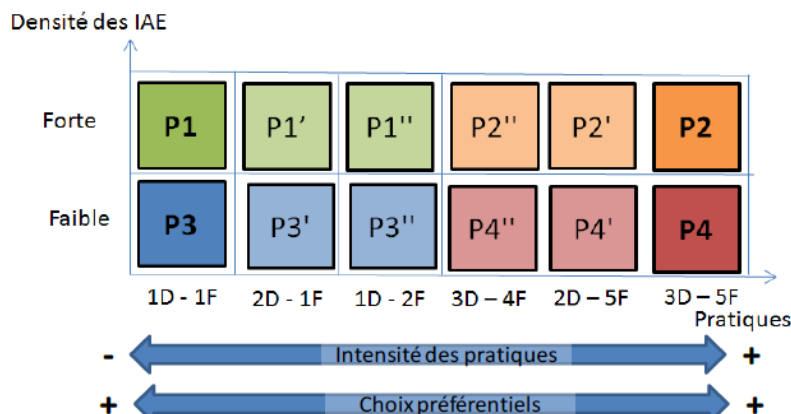 Densité des IAE
Forte
P1 P1’ P1'' P2'' P2' P2
Faible
P3 P3' P3'' P4'' P4' P4
1D - 1F 2D - 1F 1D - 2F 3D – 4F 2D – 5F 3D – 5F
Pratiques
- Intensité des pratiques +
+ Choix préférentiels +